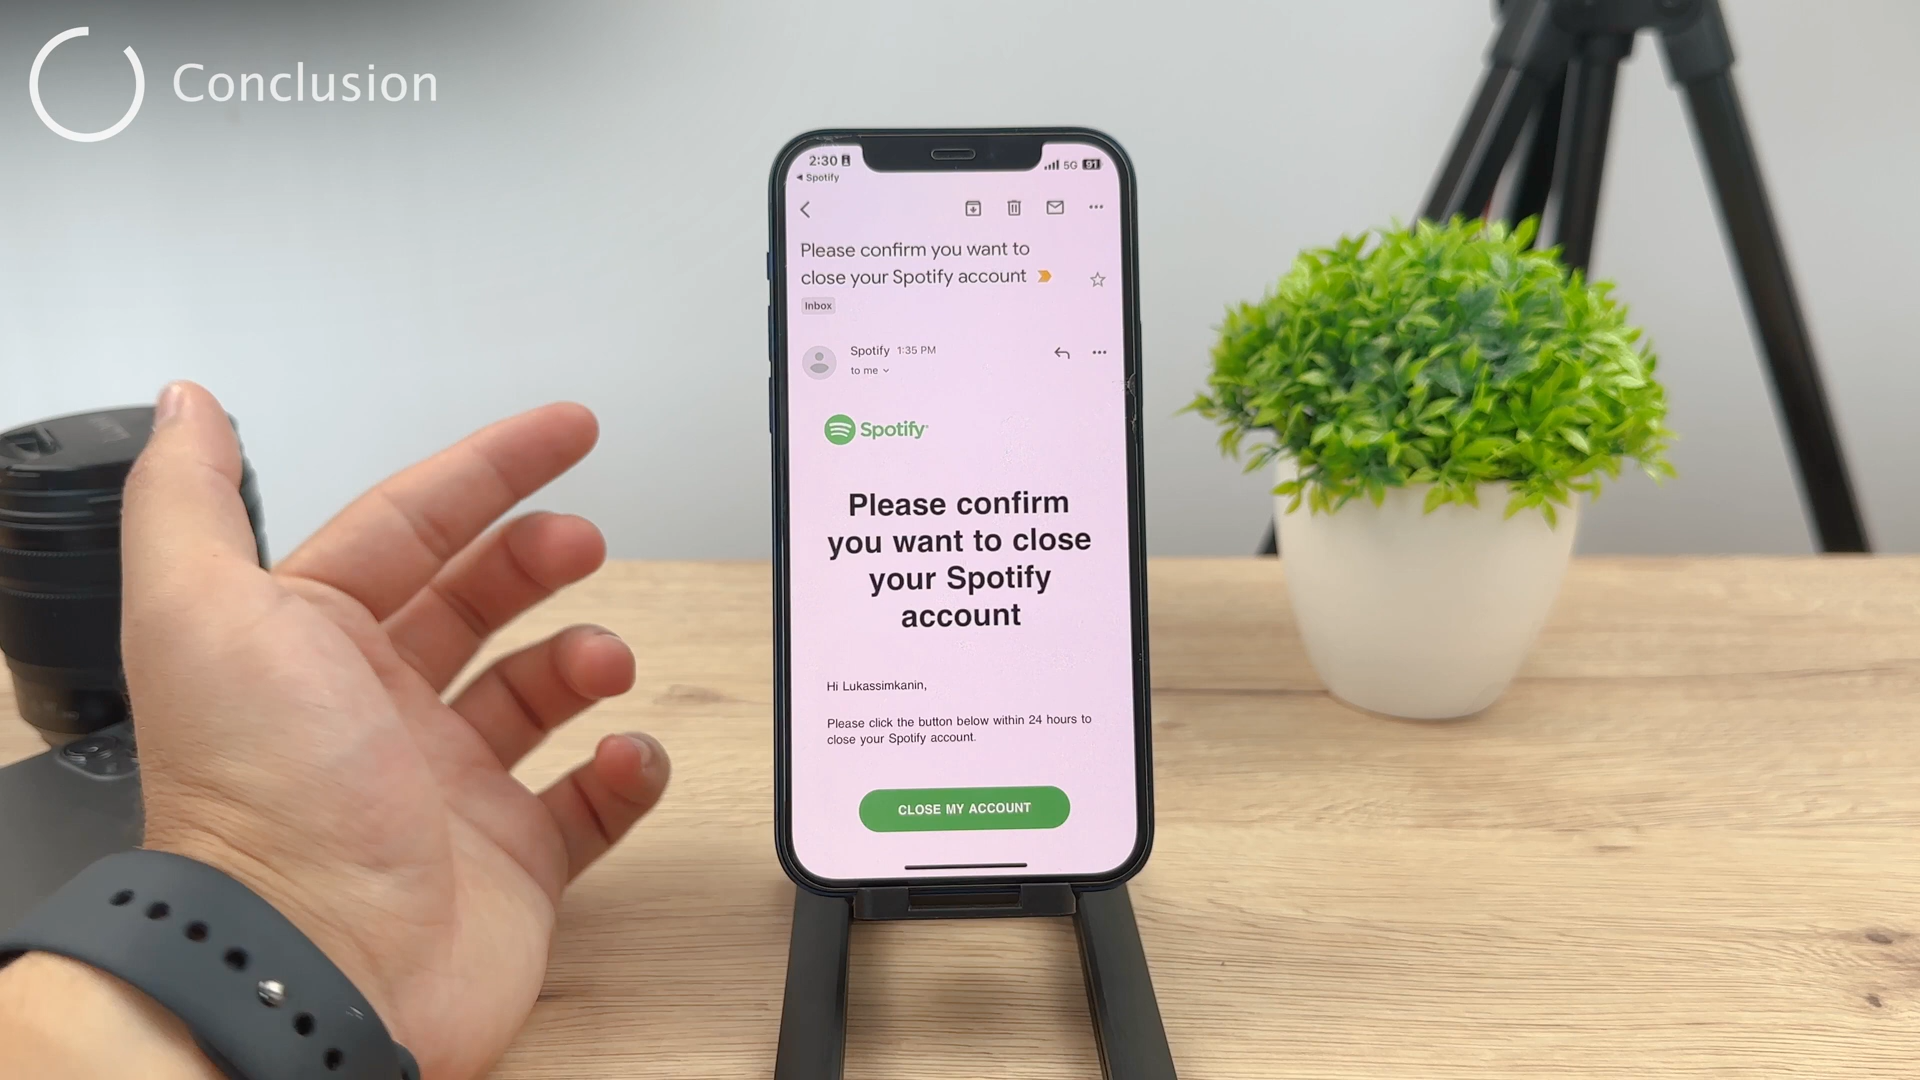 Conclusion
2:30
5G 91
Spotify
Please confirm you want to
close your Spotify account
Inbox
Spotify 1:35 PM
to me
Spotify
Please confirm
you want to close
your Spotify
account
Hi Lukassimkanin,
Please click the button below within 24 hours to
close your Spotify account.
CLOSE MY ACCOUNT